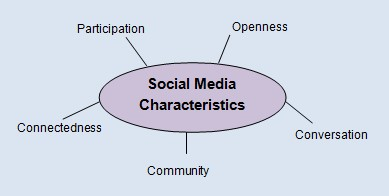 Participation
Openness
Social Media
Characteristics
Connectedness
Conversation
Community